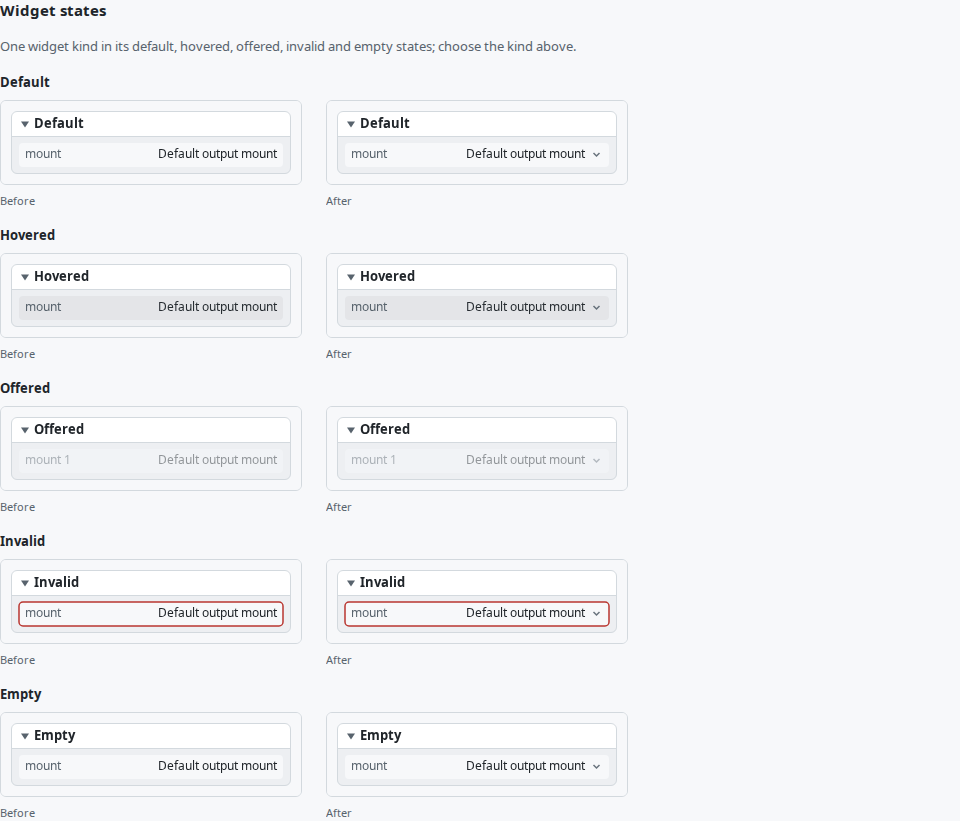 Widget states
One widget kind in its default, hovered, offered, invalid and empty states; choose the kind above.
Default
Default
mount Default output mount
Before
Default
mount Default output mount
After
Hovered
Hovered
mount Default output mount
Before
Hovered
mount Default output mount
After
Offered
Offered
mount 1 Default output mount
Before
Offered
mount 1 Default output mount
After
Invalid
Invalid
mount Default output mount
Before
Invalid
mount Default output mount
After
Empty
Empty
mount Default output mount
Before
Empty
mount Default output mount
After